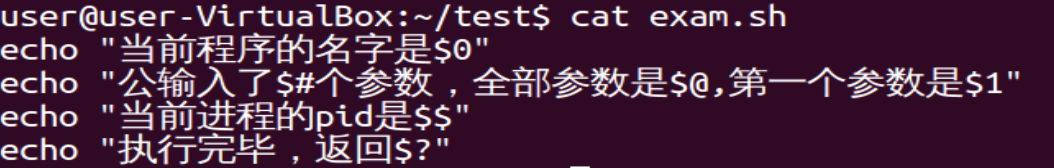 user@user-VirtualBox:~/test$ cat exam.sh
echo "当前程序的名字是$0"
echo "公输入了$#个参数，全部参数是$@,第一个参数是$1"
echo "当前进程的pid是$$"
echo "执行完毕，返回$?"